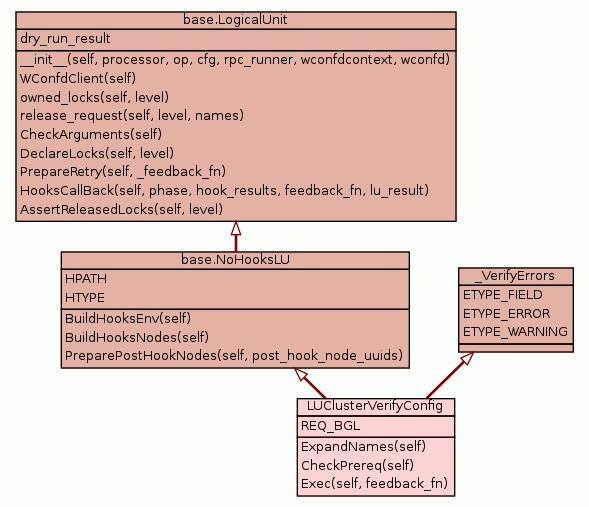 base.LogicalUnit
dry_run_result
__init__(self, processor, op, cfg, rpc_runner, wconfdcontext, wconfd)
WConfdClient(self)
owned_locks(self, level)
release_request(self, level, names)
CheckArguments(self)
DeclareLocks(self, level)
PrepareRetry(self, _feedback_fn)
HooksCallBack(self, phase, hook_results, feedback_fn, lu_result)
AssertReleasedLocks(self, level)
base.NoHooksLU
HPATH
HTYPE
BuildHooksEnv(self)
BuildHooksNodes(self)
PreparePostHookNodes(self, post_hook_node_uuids)
_VerifyErrors
ETYPE_FIELD
ETYPE_ERROR
ETYPE_WARNING
LUClusterVerifyConfig
REQ_BGL
ExpandNames(self)
CheckPrereq(self)
Exec(self, feedback_fn)